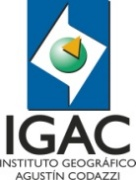 IGAC
INSTITUTO GEOGRÁFICO
AGUSTÍN CODAZZI